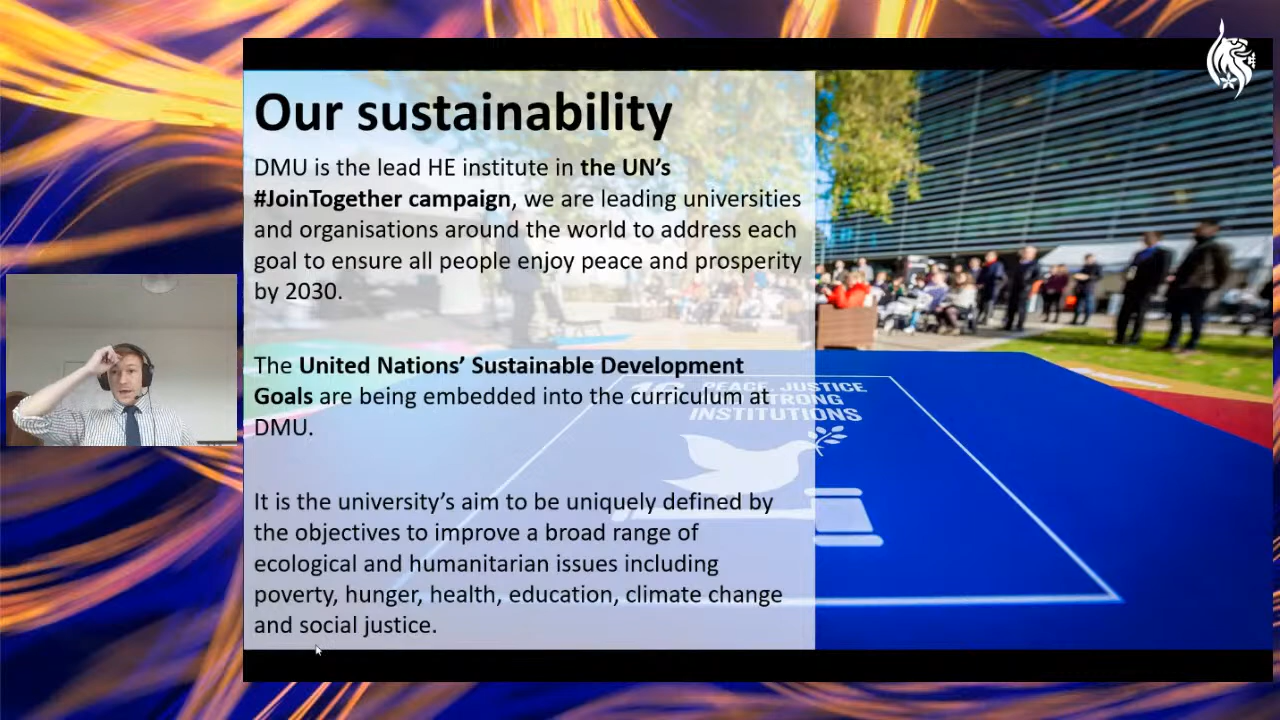 Our sustainability
DMU is the lead HE institute in the UN's
#JoinTogether campaign, we are leading universities
and organisations around the world to address each
goal to ensure all people enjoy peace and prosperity
by 2030.
The United Nations' Sustainable Development
Goals are being embedded into the curriculum at
DMU.
It is the university's aim to be uniquely defined by
the objectives to improve a broad range of
ecological and humanitarian issues including
poverty, hunger, health, education, climate change
and social justice.
16 PEACE, JUSTICE
STRONG
INSTITUTIONS